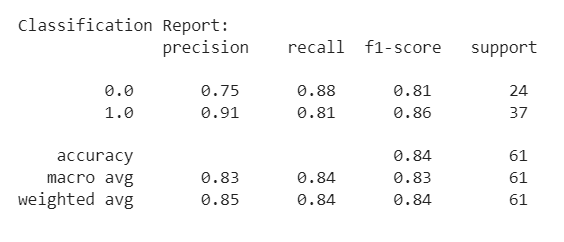 Classification Report:
precision recall f1-score support
0.0 0.75 0.88 0.81 24
1.0 0.91 0.81 0.86 37
accuracy 0.84 61
macro avg 0.83 0.84 0.83 61
weighted avg 0.85 0.84 0.84 61